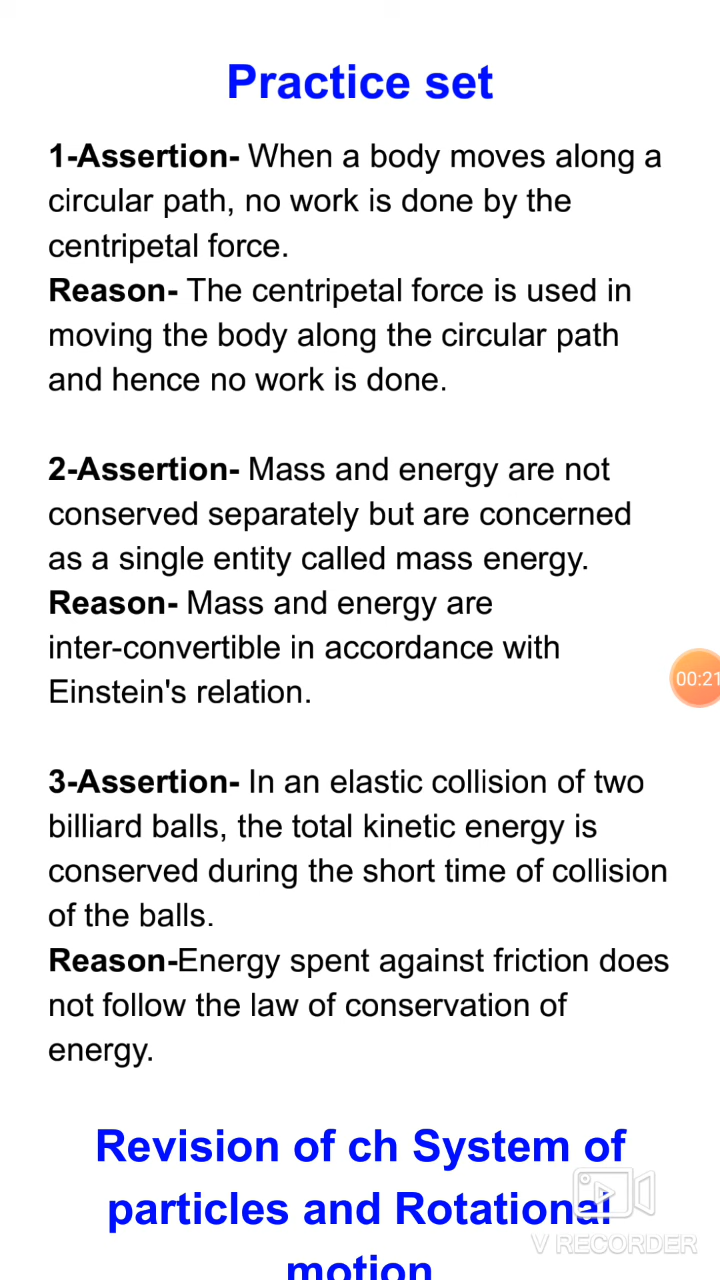 Practice set
1-Assertion- When a body moves along a
circular path, no work is done by the
centripetal force.
Reason- The centripetal force is used in
moving the body along the circular path
and hence no work is done.
2-Assertion- Mass and energy are not
conserved separately but are concerned
as a single entity called mass energy.
Reason- Mass and energy are
inter-convertible in accordance with
Einstein's relation.
00:21
3-Assertion- In an elastic collision of two
billiard balls, the total kinetic energy is
conserved during the short time of collision
of the balls.
Reason-Energy spent against friction does
not follow the law of conservation of
energy.
Revision of ch System of
particles and Rotational
motion
V RECORDER